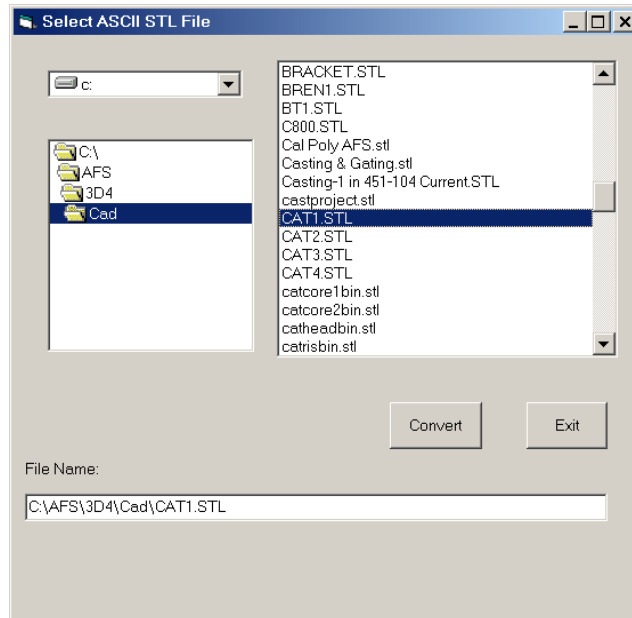 Select ASCII STL File
c:
C:\
AFS
3D4
Cad
BRACKET.STL
BREN1.STL
BT1.STL
C800.STL
Cal Poly AFS.stl
Casting & Gating.stl
Casting-1 in 451-104 Current.STL
castproject.stl
CAT1.STL
CAT2.STL
CAT3.STL
CAT4.STL
catcore1bin.stl
catcore2bin.stl
catheadbin.stl
catrisbin.stl
Convert
Exit
File Name:
C:\AFS\3D4\Cad\CAT1.STL